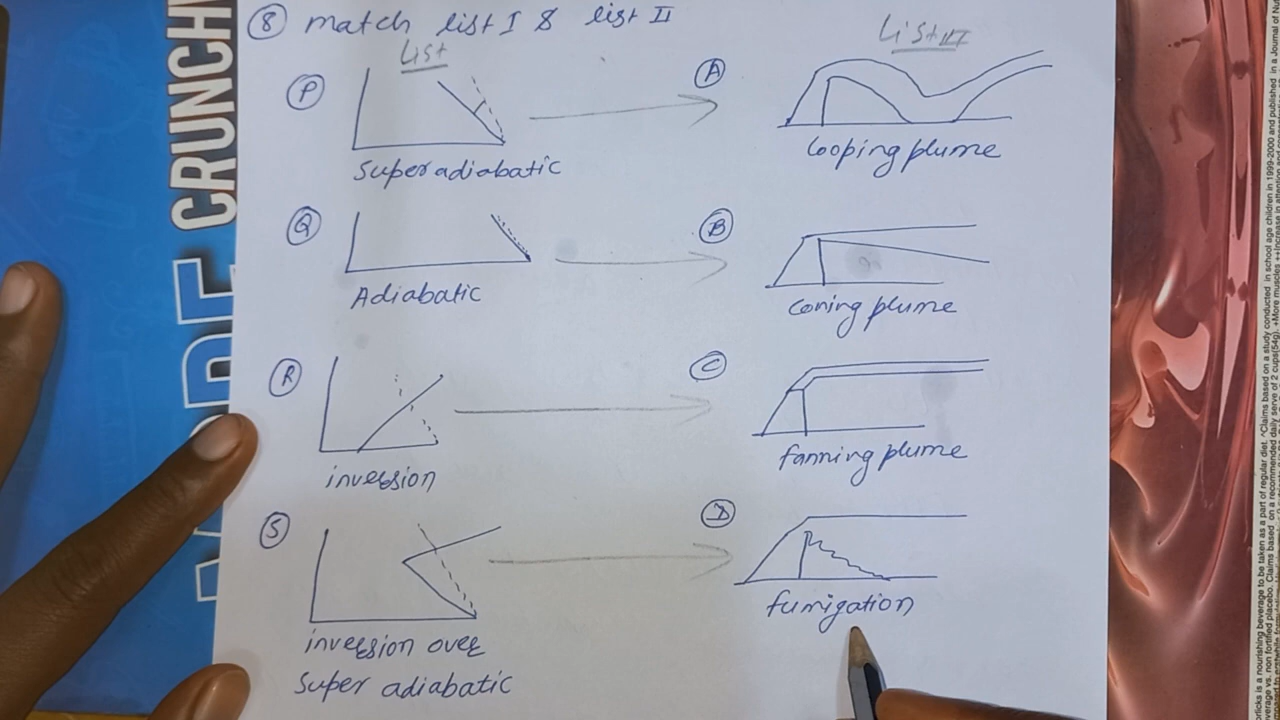 ⑧ match list I & list II
List
List II
P
Super adiabatic
A
Looping plume
Q
Adiabatic
B
coning plume
R
inversion
C
fanning plume
S
inversion over
Super adiabatic
D
fumigation
CRUNCH